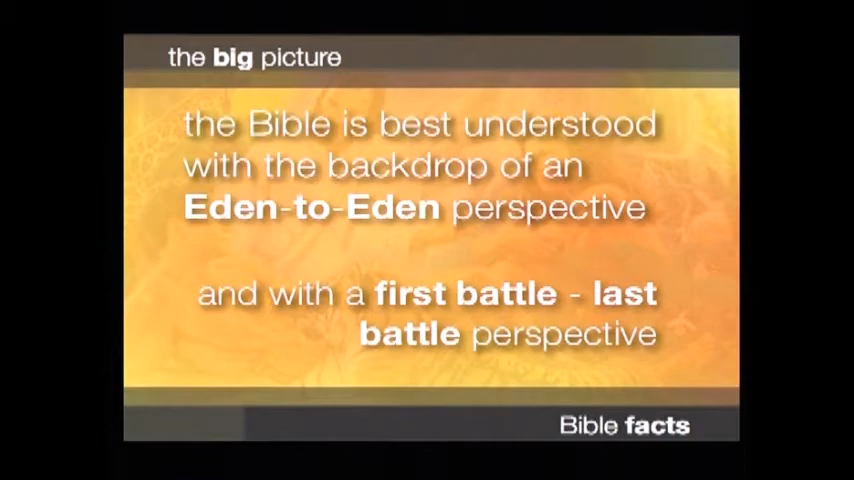 the big picture
the Bible is best understood
with the backdrop of an
Eden-to-Eden perspective
and with a first battle - last
battle perspective
Bible facts